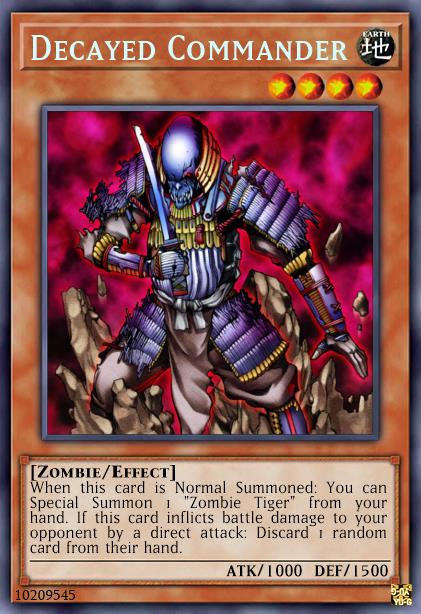 DECAYED COMMANDER
EARTH
地
[ZOMBIE/EFFECT]
When this card is Normal Summoned: You can
Special Summon 1 "Zombie Tiger" from your
hand. If this card inflicts battle damage to your
opponent by a direct attack: Discard 1 random
card from their hand.
ATK/1000 DEF/1500
10209545